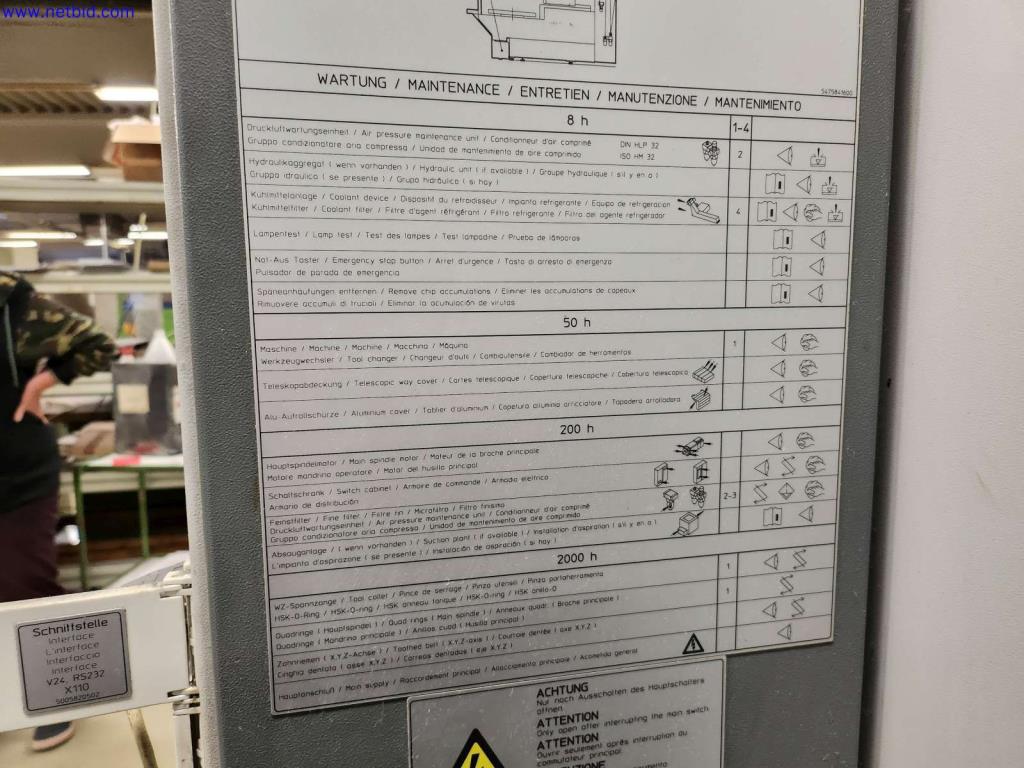 www.netbid.com
WARTUNG / MAINTENANCE / ENTRETIEN / MANUTENZIONE / MANTENIMIENTO
5475841600
8 h
1-4
Druckluftwartungseinheit / Air pressure maintenance unit / Conditionneur d'air comprimé
Gruppo condizionatore aria compressa / Unidad de mantenimiento de aire comprimido
DIN HLP 32
ISO HM 32
2
Hydraulikaggregat ( wenn vorhanden ) / Hydraulic unit ( if available ) / Groupe hydraulique ( s'il y en a )
Gruppo idraulica ( se presente ) / Grupo hidráulico ( si hay )
Kühlmittelanlage / Coolant device / Dispositif du refroidisseur / Impianto refrigerante / Equipo de refrigeracion
Kühlmittelfilter / Coolant filter / Filtre d'agent réfrigérant / Filtro refrigerante / Filtro del agente refrigerador
4
Lampentest / Lamp test / Test des lampes / Test lampadine / Prueba de lámparas
Not-Aus Taster / Emergency stop button / Arret d'urgence / Tasto di arresto di emergenza
Pulsador de parada de emergencia
Späneanhäufungen entfernen / Remove chip accumulations / Eliminer les accumulations de copeaux
Rimuovere accumuli di trucioli / Eliminar la acumulación de virutas
50 h
Maschine / Machine / Machine / Macchina / Máquina
Werkzeugwechsler / Tool changer / Changeur d'outil / Cambiautensile / Cambiador de herramientas
1
Teleskopabdeckung / Telescopic way cover / Cartes telescopique / Coperture telescopiche / Cobertura telescopica
Alu-Autrollschürze / Aluminium cover / Tablier d'aluminium / Copetura alluminio arricciatore / Tapadera arrolladora
200 h
Hauptspindelmotor / Main spindle motor / Moteur de la broche principale
Motore mandrino operatore / Motor del husillo principal
Schaltschrank / Switch cabinet / Armoire de commande / Armadio elettrico
Armario de distribución
2-3
Feinstfilter / Fine filter / Filtre fin / Microfiltro / Filtro finisimo
Druckluftwartungseinheit / Air pressure maintenance unit / Conditionneur d'air comprimé
Gruppo condizionatore aria compressa / Unidad de mantenimiento de aire comprimido
Absauganlage / ( wenn vorhanden ) / Suction plant ( if available ) / Installation d'aspiration ( s'il y en a )
L'impianto d'aspirazone ( se presente ) / Instalación de aspiración ( si hay )
2000 h
WZ-Spannzange / Tool collet / Pince de serrage / Pinza utensio / Pinza portaherramienta
HSK-O-Ring / HSK-O-ring / HSK anneau torique / HSK-O-ring / HSK anillo-O
1
Quadringe ( Hauptspindel ) / Quad rings ( Main spindle ) / Anneaux quadr. ( Broche principale )
Quadringe ( Mandrino principale ) / Anillos cuad ( Husillo principal )
1
Zahnriemen ( X,Y,Z-Achse ) / Toothed belt ( X,Y,Z-axis ) / Courroie dentée ( axe X,Y,Z )
Cinghia dentata ( asse X,Y,Z ) / Correas dentadas ( eje X,Y,Z )
Hauptanschluß / Main supply / Raccordement principal / Allacciamento principale / Acometida general
Schnittstelle
Interface
L'interface
Interfaccia
Interface
V24, RS232
X110
5005820502
ACHTUNG
Nur nach Ausschalten des Hauptschalters
öffnen
ATTENTION
Only open after interrupting the main switch
ATTENTION
Ouvrir seulement après interruption du
commutateur principal